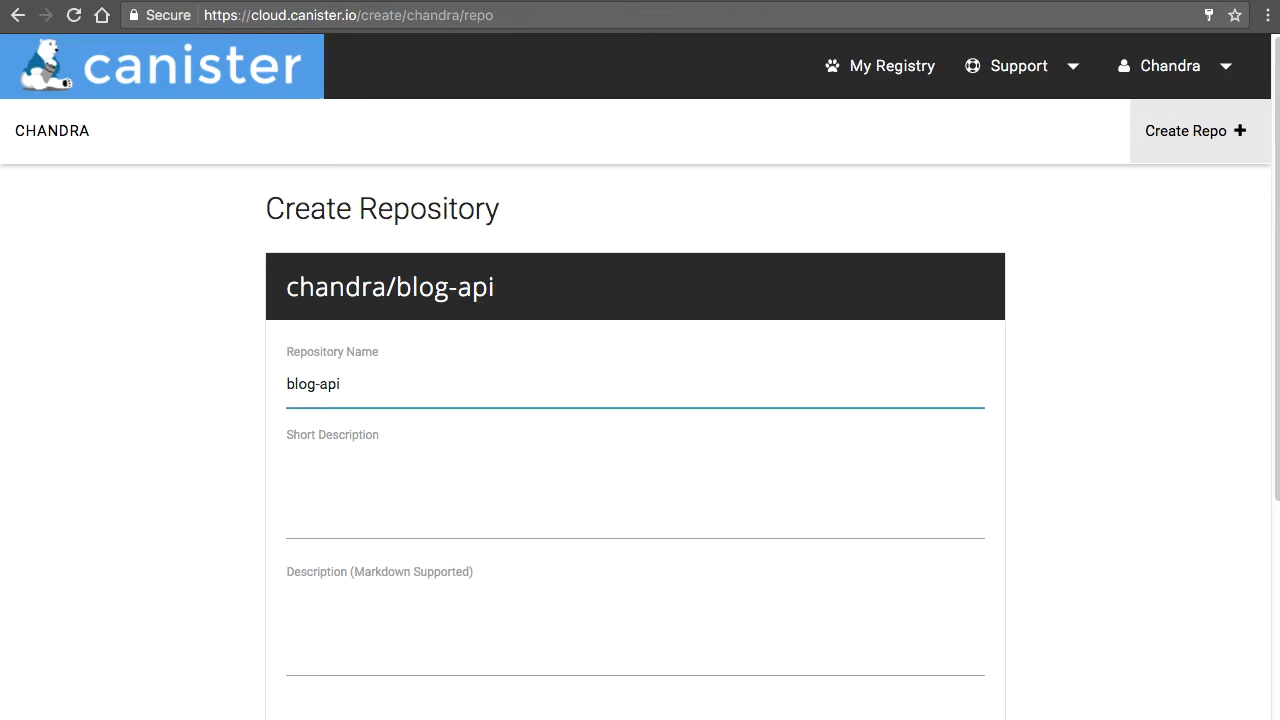 Secure https://cloud.canister.io/create/chandra/repo
canister
My Registry Support Chandra
CHANDRA
Create Repo
Create Repository
chandra/blog-api
Repository Name
blog-api
Short Description
Description (Markdown Supported)